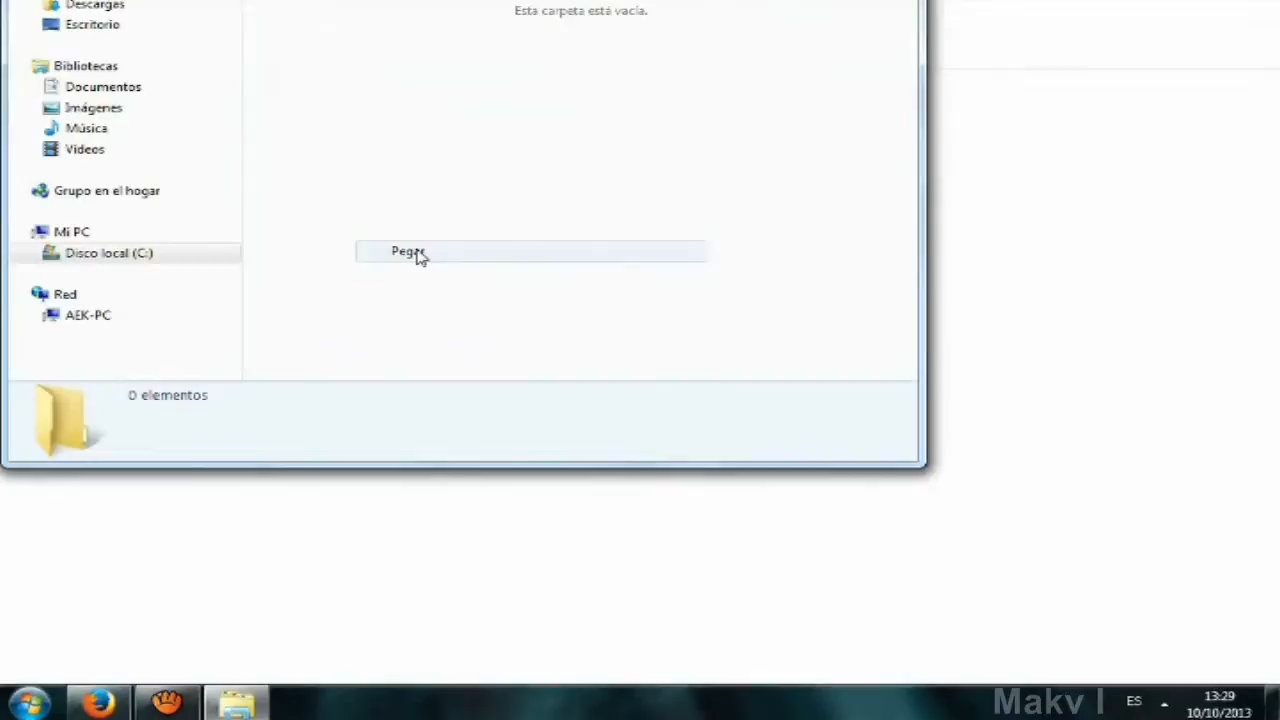 Descargas
Esta carpeta está vacía.
Escritorio
Bibliotecas
Documentos
Imágenes
Música
Videos
Grupo en el hogar
Mi PC
Pegar
Disco local (C:)
Red
AEK-PC
0 elementos
Makv I
ES
13:29
10/10/2013